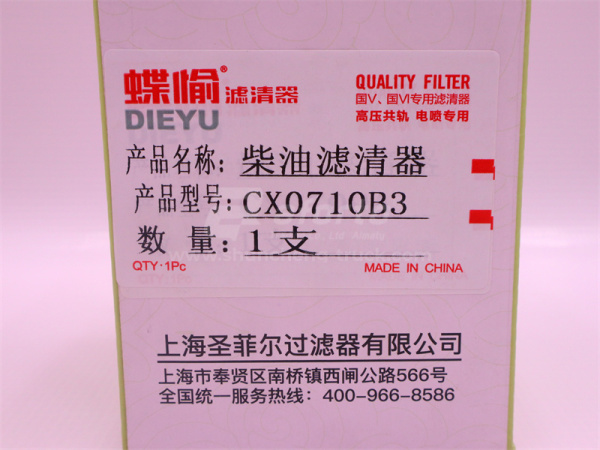 蝶愉® 滤清器
DIEYU
QUALITY FILTER
国Ⅴ、国Ⅵ专用滤清器
高压共轨 电喷专用
产品名称: 柴油滤清器
产品型号: CX0710B3
数 量: 1支
QTY·1Pc
MADE IN CHINA
上海圣菲尔过滤器有限公司
上海市奉贤区南桥镇西闸公路566号
全国统一服务热线: 400-966-8586